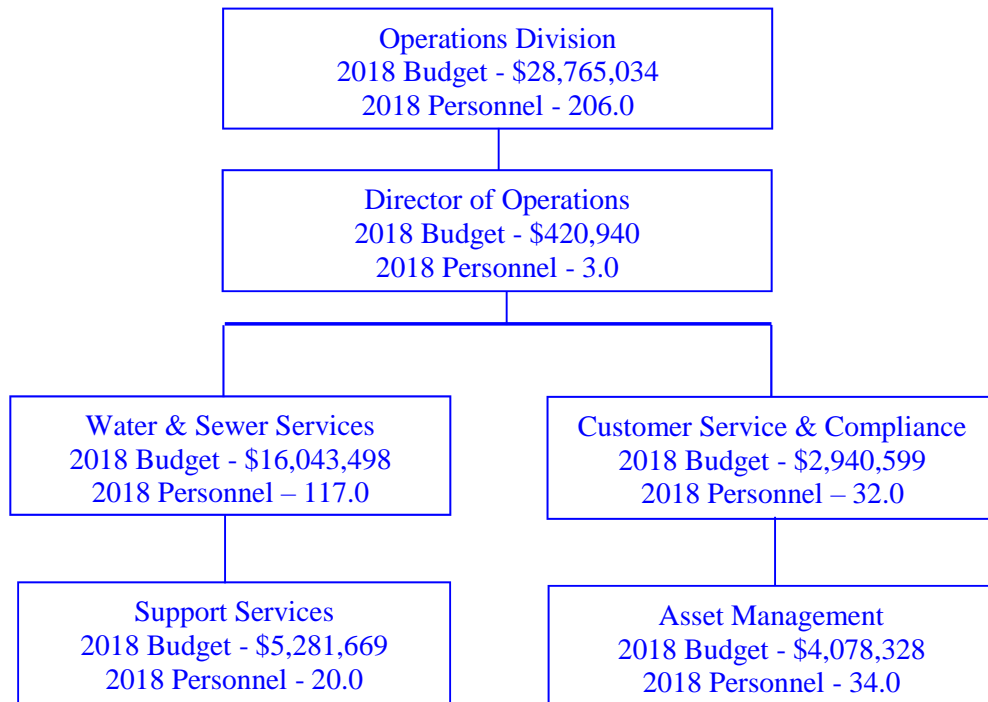 Operations Division
2018 Budget - $28,765,034
2018 Personnel - 206.0
Director of Operations
2018 Budget - $420,940
2018 Personnel - 3.0
Water & Sewer Services
2018 Budget - $16,043,498
2018 Personnel – 117.0
Customer Service & Compliance
2018 Budget - $2,940,599
2018 Personnel – 32.0
Support Services
2018 Budget - $5,281,669
2018 Personnel - 20.0
Asset Management
2018 Budget - $4,078,328
2018 Personnel - 34.0